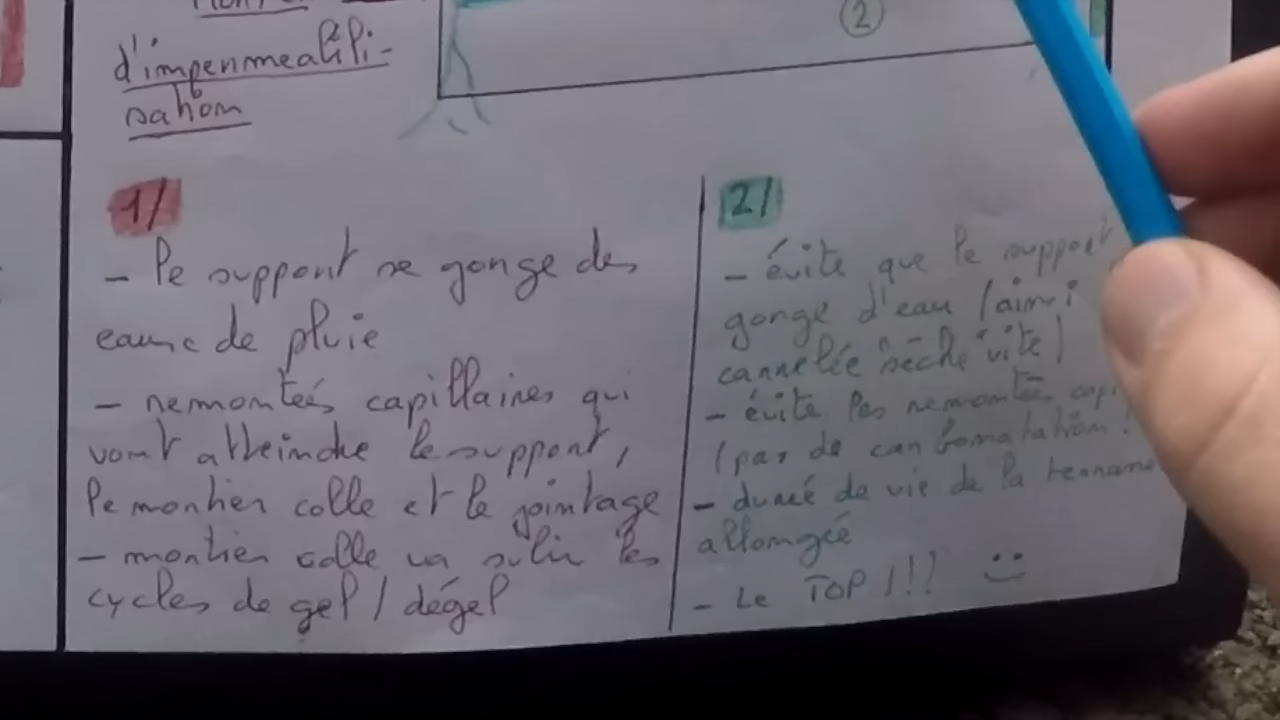 d'imperméabili-
sation
2
1/
- le support se gorge des
eaux de pluie
- remontées capillaires qui
vont atteindre le support,
le mortier colle et le jointage
- mortier colle va subir les
cycles de gel / dégel
2/
- évite que le support
gorge d'eau (ainsi
cannelée "sèche" vite)
- évite les remontées
(pas de carbonatation!
- durée de vie de la
allongée
- Le TOP !!!